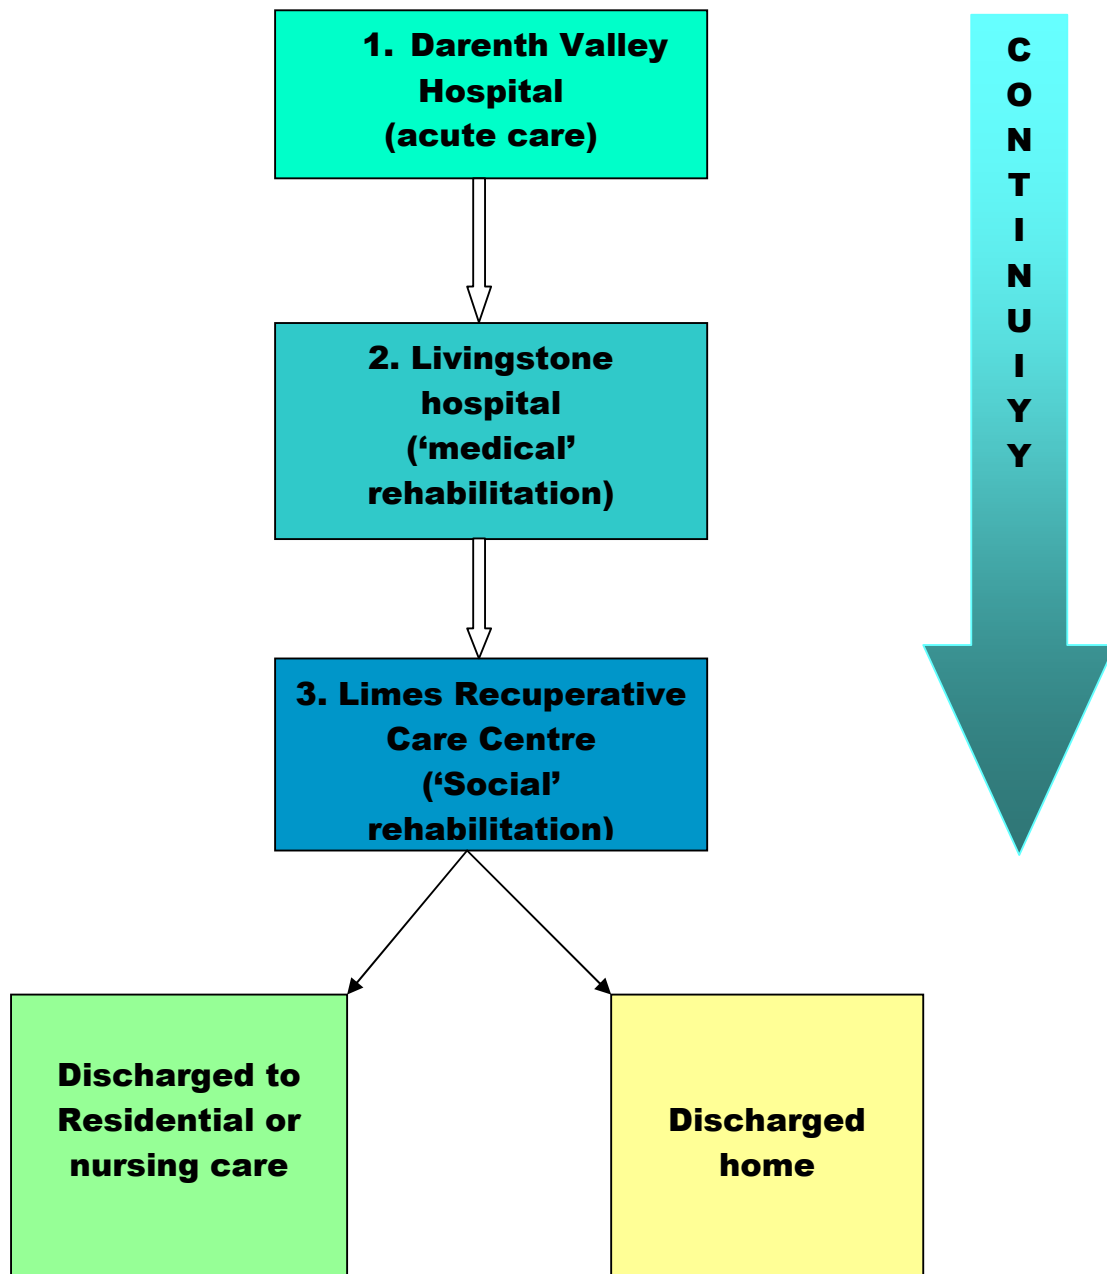 1. Darenth Valley
Hospital
(acute care)
2. Livingstone
hospital
(‘medical’
rehabilitation)
3. Limes Recuperative
Care Centre
(‘Social’
rehabilitation)
Discharged to
Residential or
nursing care
Discharged
home
C
O
N
T
I
N
U
I
Y
Y